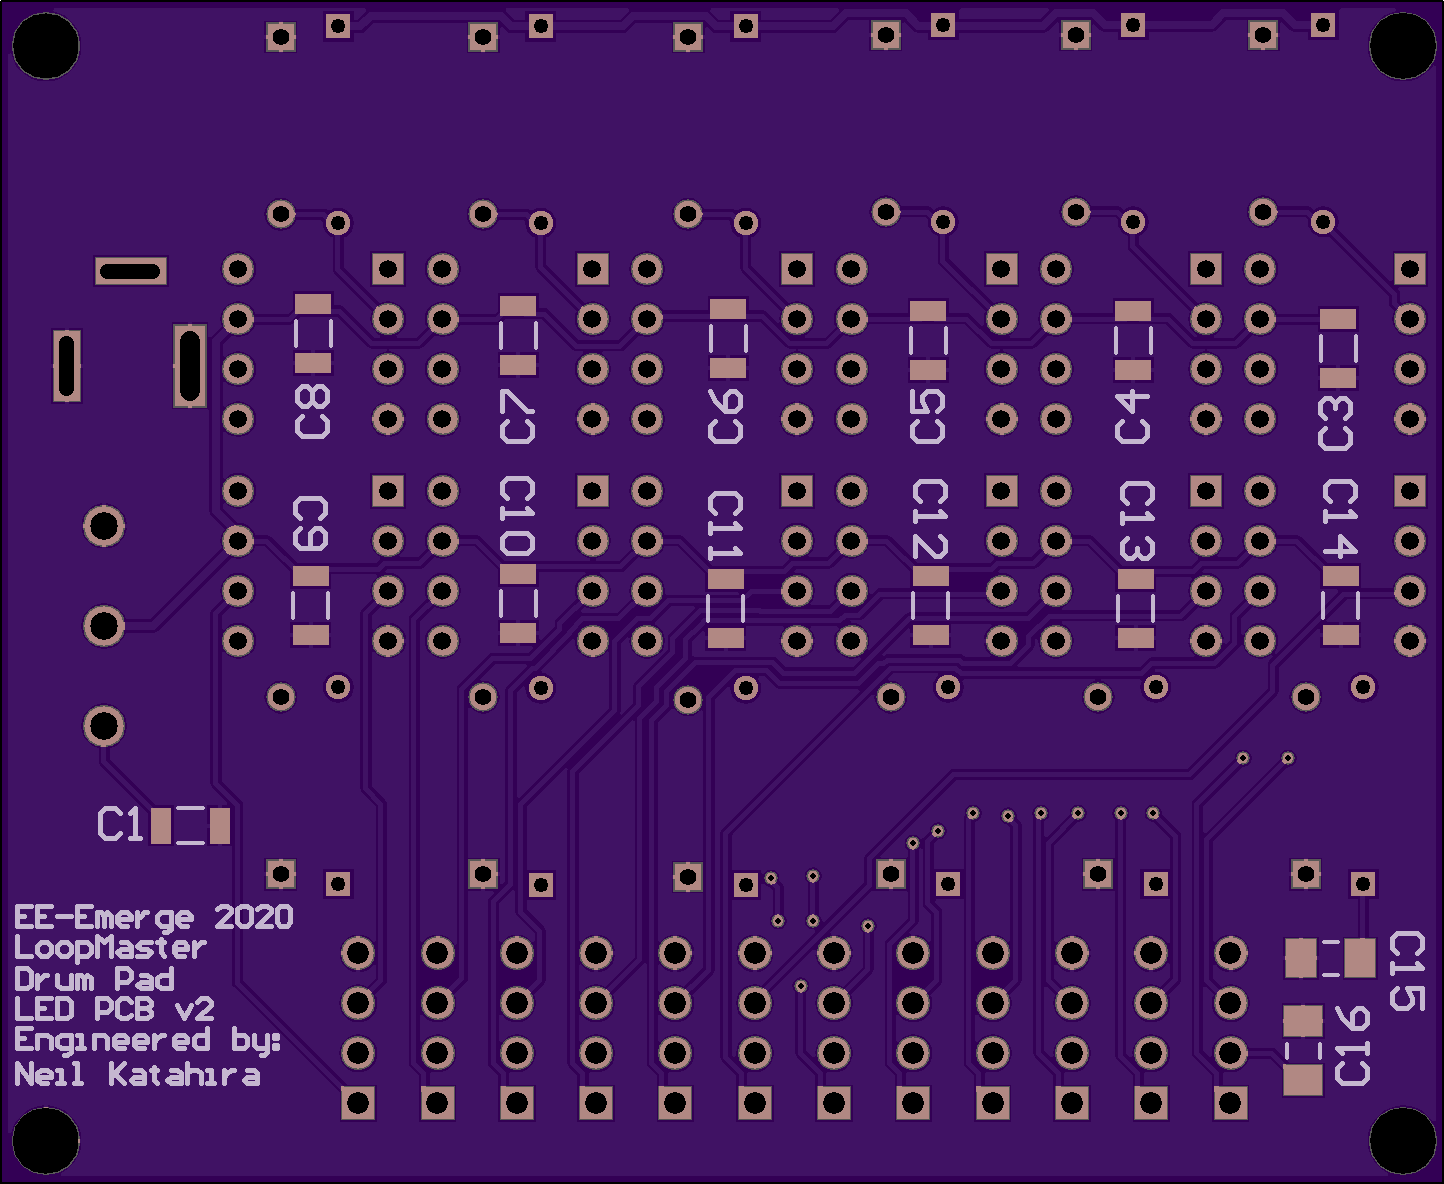 C8
C7
C6
C5
C4
C3
C9
C10
C11
C12
C13
C14
C1
EE-Emerge 2020
LoopMaster
Drum Pad
LED PCB v2
Engineered by:
Neil Katahira
C15
C16